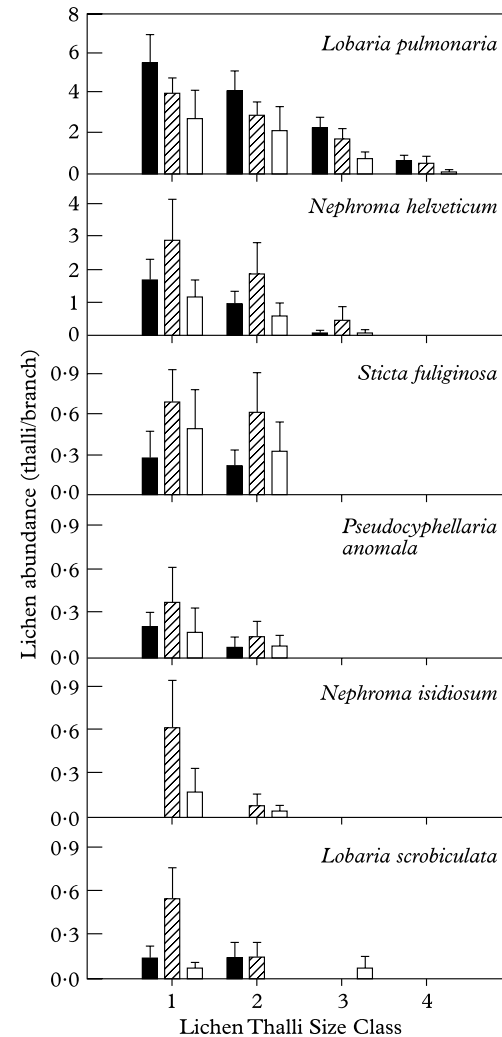 8
Lobaria pulmonaria
6
4
2
0
4
Nephroma helveticum
3
2
1
0
0·9
Sticta fuliginosa
0·6
0·3
0·0
Lichen abundance (thalli/branch)
0·9
Pseudocyphellaria
anomala
0·6
0·3
0·0
0·9
Nephroma isidiosum
0·6
0·3
0·0
0·9
Lobaria scrobiculata
0·6
0·3
0·0
1 2 3 4
Lichen Thalli Size Class